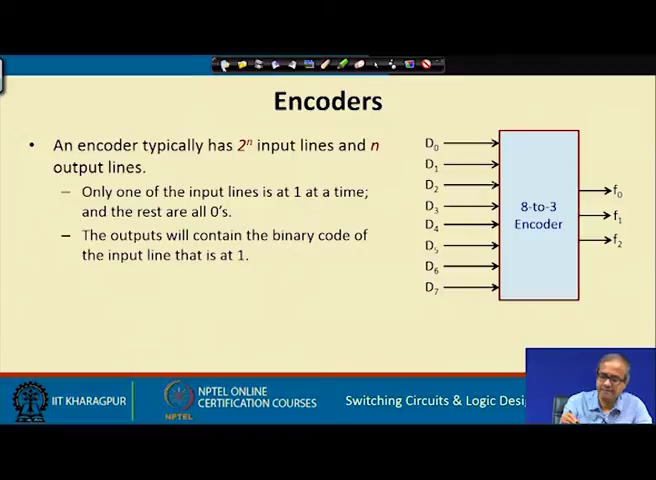 Encoders
• An encoder typically has 2ⁿ input lines and n
output lines.
– Only one of the input lines is at 1 at a time;
and the rest are all 0's.
– The outputs will contain the binary code of
the input line that is at 1.
D₀
D₁
D₂
D₃
D₄
D₅
D₆
D₇
8-to-3
Encoder
f₀
f₁
f₂
IIT KHARAGPUR
NPTEL
NPTEL ONLINE
CERTIFICATION COURSES
Switching Circuits & Logic Desi